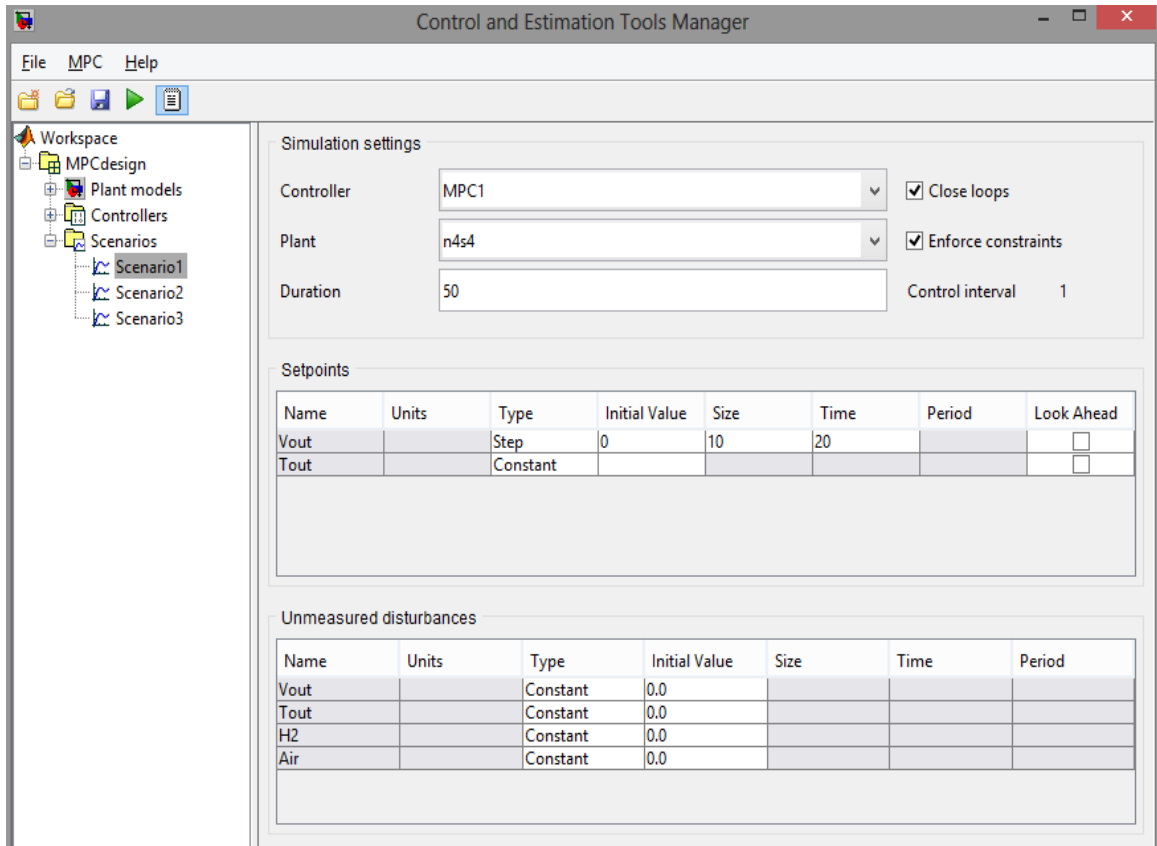 Control and Estimation Tools Manager
File MPC Help
Workspace
MPCdesign
Plant models
Controllers
Scenarios
Scenario1
Scenario2
Scenario3
Simulation settings
Controller MPC1 Close loops
Plant n4s4 Enforce constraints
Duration 50 Control interval 1
Setpoints
Name Units Type Initial Value Size Time Period Look Ahead
Vout Step 0 10 20
Tout Constant
Unmeasured disturbances
Name Units Type Initial Value Size Time Period
Vout Constant 0.0
Tout Constant 0.0
H2 Constant 0.0
Air Constant 0.0